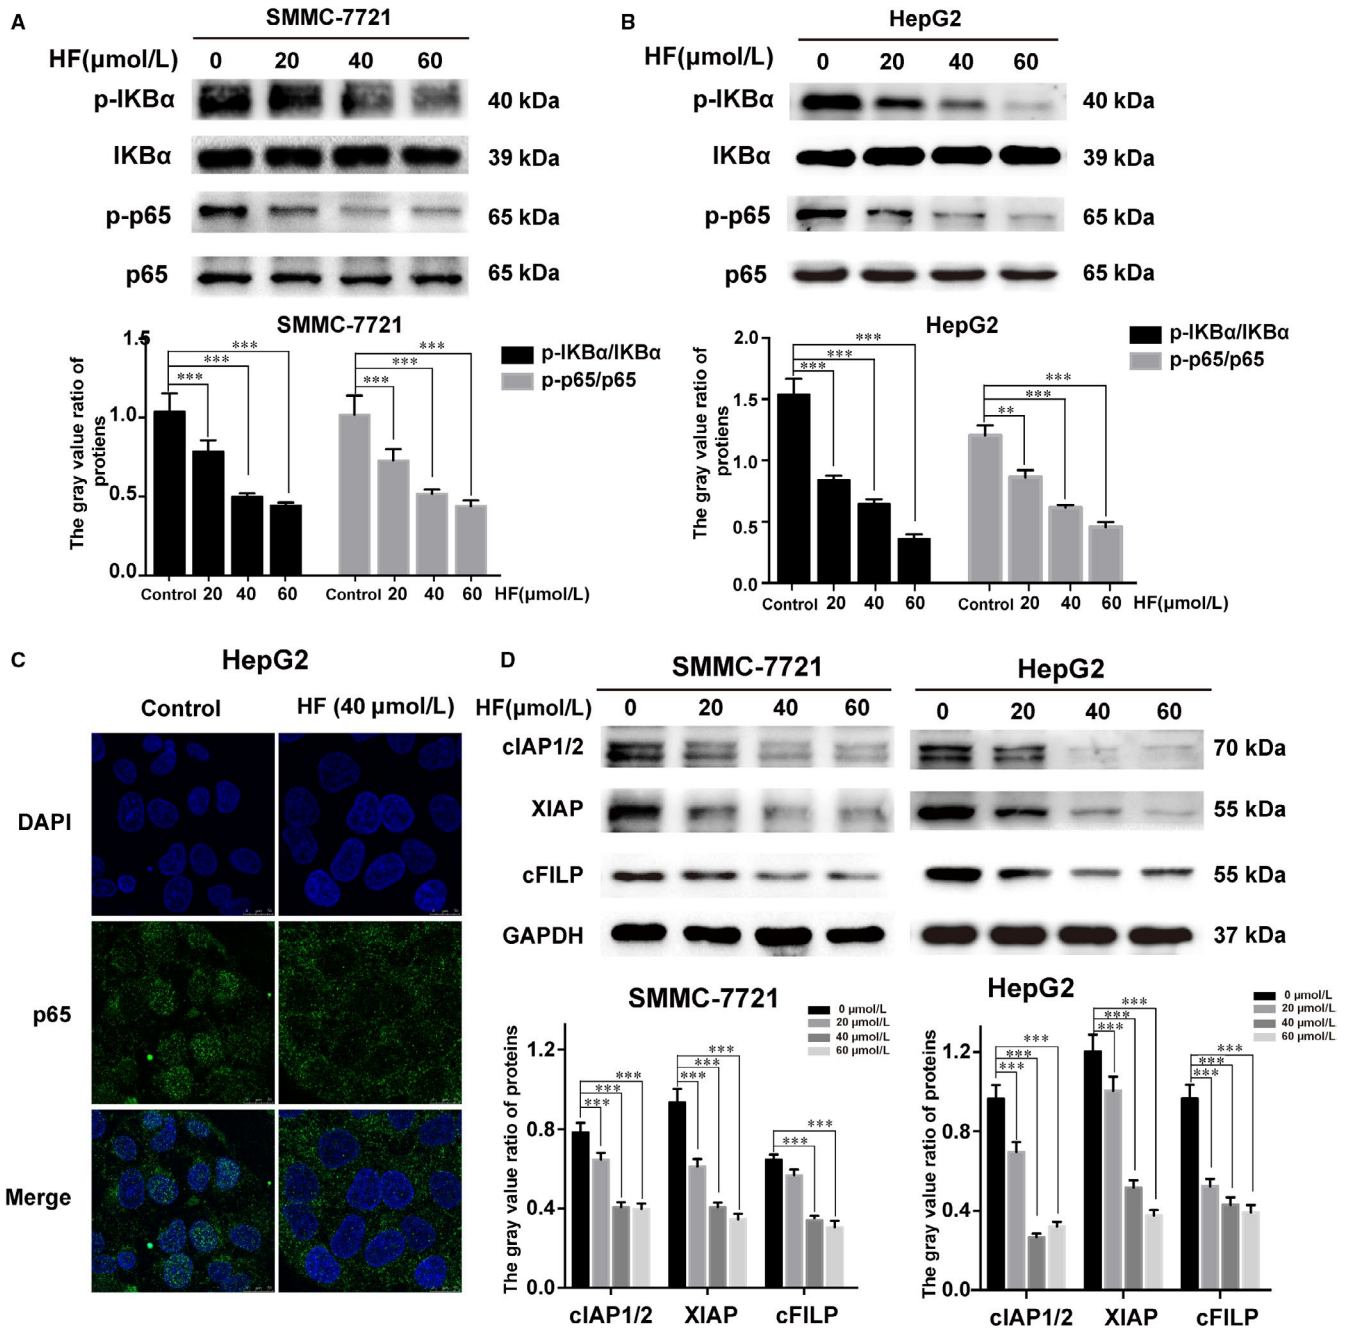 A
SMMC-7721
HF(μmol/L) 0 20 40 60
p-IKBα 40 kDa
IKBα 39 kDa
p-p65 65 kDa
p65 65 kDa
SMMC-7721
The gray value ratio of
protiens
1.5
1.0
0.5
0.0
*** *** ***
*** *** ***
Control 20 40 60 Control 20 40 60 HF(μmol/L)
p-IKBα/IKBα
p-p65/p65
B
HepG2
HF(μmol/L) 0 20 40 60
p-IKBα 40 kDa
IKBα 39 kDa
p-p65 65 kDa
p65 65 kDa
HepG2
The gray value ratio of
protiens
2.0
1.5
1.0
0.5
0.0
*** *** ***
*** *** **
Control 20 40 60 Control 20 40 60 HF(μmol/L)
p-IKBα/IKBα
p-p65/p65
C
HepG2
Control HF (40 μmol/L)
DAPI
p65
Merge
D
SMMC-7721 HepG2
HF(μmol/L) 0 20 40 60 0 20 40 60
cIAP1/2 70 kDa
XIAP 55 kDa
cFILP 55 kDa
GAPDH 37 kDa
SMMC-7721
0 μmol/L
20 μmol/L
40 μmol/L
60 μmol/L
The gray value ratio of proteins
1.2
0.8
0.4
0.0
*** *** ***
*** *** ***
*** ***
cIAP1/2 XIAP cFILP
HepG2
0 μmol/L
20 μmol/L
40 μmol/L
60 μmol/L
The gray value ratio of proteins
1.2
0.8
0.4
0.0
*** *** ***
*** *** ***
*** *** ***
cIAP1/2 XIAP cFILP